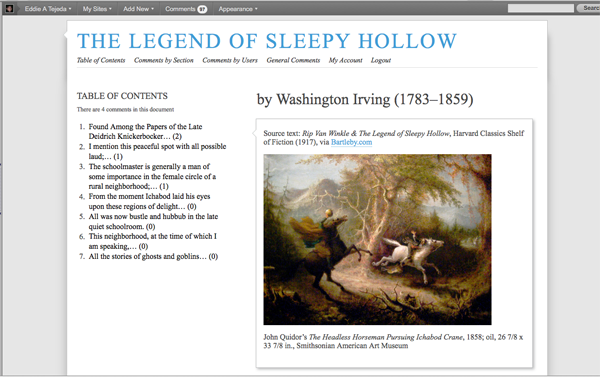 Eddie A Tejeda My Sites Add New Comments 97 Appearance Search
THE LEGEND OF SLEEPY HOLLOW
Table of Contents Comments by Section Comments by Users General Comments My Account Logout
TABLE OF CONTENTS
There are 4 comments in this document
1. Found Among the Papers of the Late
Deidrich Knickerbocker… (2)
2. I mention this peaceful spot with all possible
laud;… (1)
3. The schoolmaster is generally a man of
some importance in the female circle of a
rural neighborhood;… (1)
4. From the moment Ichabod laid his eyes
upon these regions of delight… (0)
5. All was now bustle and hubbub in the late
quiet schoolroom. (0)
6. This neighborhood, at the time of which I
am speaking,… (0)
7. All the stories of ghosts and goblins… (0)
by Washington Irving (1783–1859)
Source text: Rip Van Winkle & The Legend of Sleepy Hollow, Harvard Classics Shelf
of Fiction (1917), via Bartleby.com
John Quidor's The Headless Horseman Pursuing Ichabod Crane, 1858; oil, 26 7/8 x
33 7/8 in., Smithsonian American Art Museum